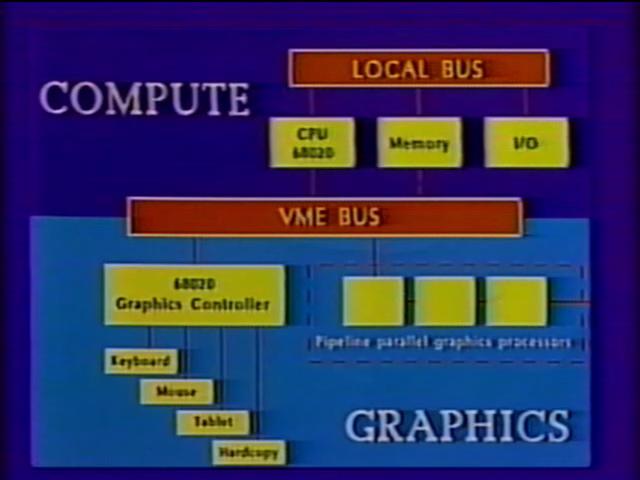 LOCAL BUS
COMPUTE
CPU
68020
Memory
I/O
VME BUS
68020
Graphics Controller
Pipeline parallel graphics processors
Keyboard
Mouse
Tablet
Hardcopy
GRAPHICS